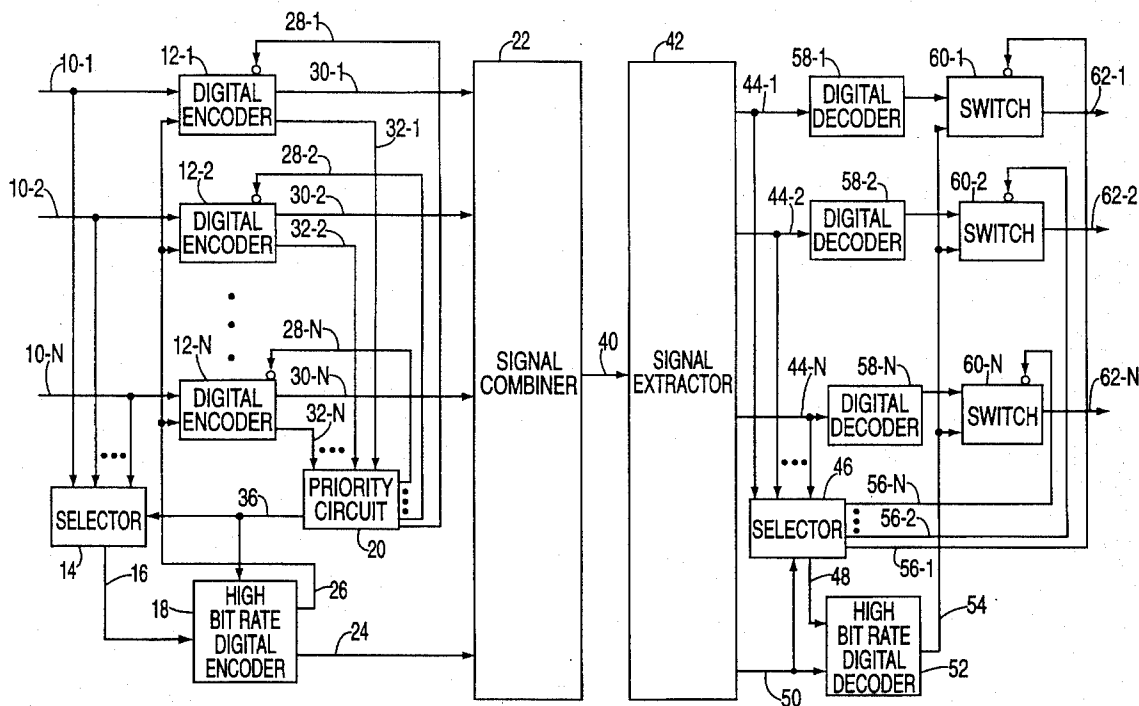 28-1
22
42
10-1
12-1
30-1
58-1
60-1
DIGITAL
ENCODER
44-1
DIGITAL
DECODER
SWITCH
62-1
32-1
28-2
12-2
58-2
60-2
10-2
30-2
44-2
DIGITAL
ENCODER
32-2
DIGITAL
DECODER
SWITCH
62-2
28-N
12-N
10-N
30-N
SIGNAL
COMBINER
40
SIGNAL
EXTRACTOR
44-N
58-N
60-N
62-N
DIGITAL
ENCODER
32-N
DIGITAL
DECODER
SWITCH
PRIORITY
CIRCUIT
36
20
SELECTOR
14
46
SELECTOR
56-N
56-2
56-1
16
26
48
18
HIGH
BIT RATE
DIGITAL
ENCODER
24
HIGH
BIT RATE
DIGITAL
DECODER
54
52
50